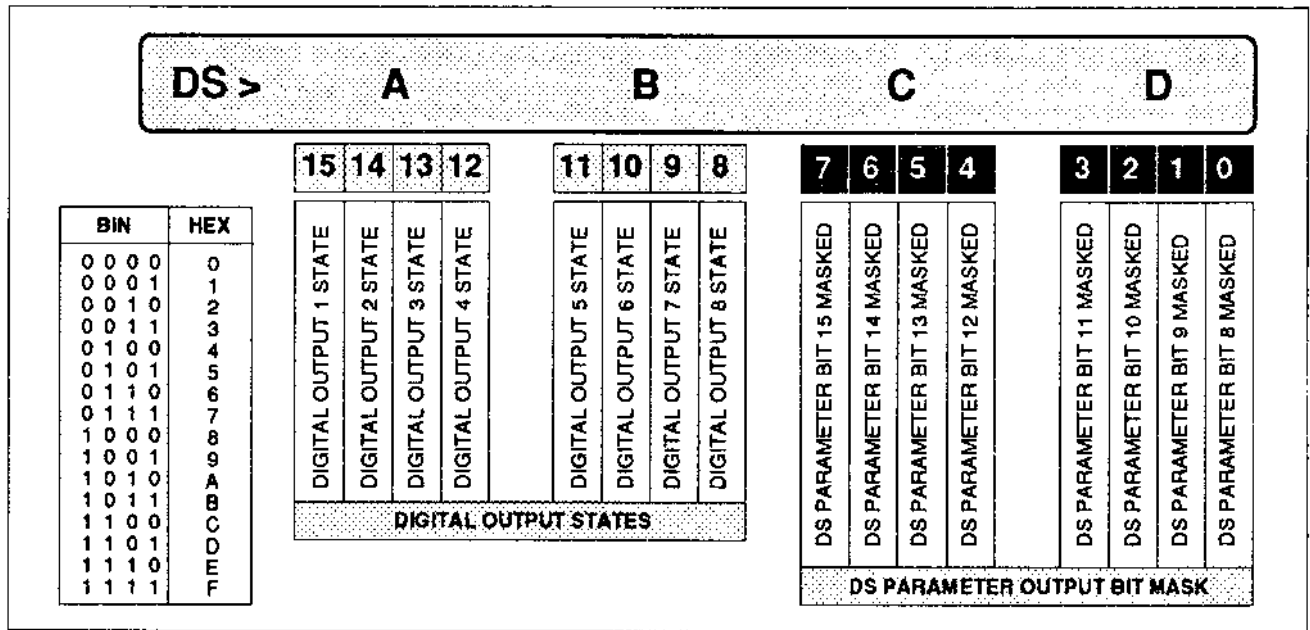 DS > A B C D
15 14 13 12 11 10 9 8 7 6 5 4 3 2 1 0
BIN HEX
0 0 0 0 0
0 0 0 1 1
0 0 1 0 2
0 0 1 1 3
0 1 0 0 4
0 1 0 1 5
0 1 1 0 6
0 1 1 1 7
1 0 0 0 8
1 0 0 1 9
1 0 1 0 A
1 0 1 1 B
1 1 0 0 C
1 1 0 1 D
1 1 1 0 E
1 1 1 1 F
DIGITAL OUTPUT 1 STATE
DIGITAL OUTPUT 2 STATE
DIGITAL OUTPUT 3 STATE
DIGITAL OUTPUT 4 STATE
DIGITAL OUTPUT 5 STATE
DIGITAL OUTPUT 6 STATE
DIGITAL OUTPUT 7 STATE
DIGITAL OUTPUT 8 STATE
DIGITAL OUTPUT STATES
DS PARAMETER BIT 15 MASKED
DS PARAMETER BIT 14 MASKED
DS PARAMETER BIT 13 MASKED
DS PARAMETER BIT 12 MASKED
DS PARAMETER BIT 11 MASKED
DS PARAMETER BIT 10 MASKED
DS PARAMETER BIT 9 MASKED
DS PARAMETER BIT 8 MASKED
DS PARAMETER OUTPUT BIT MASK